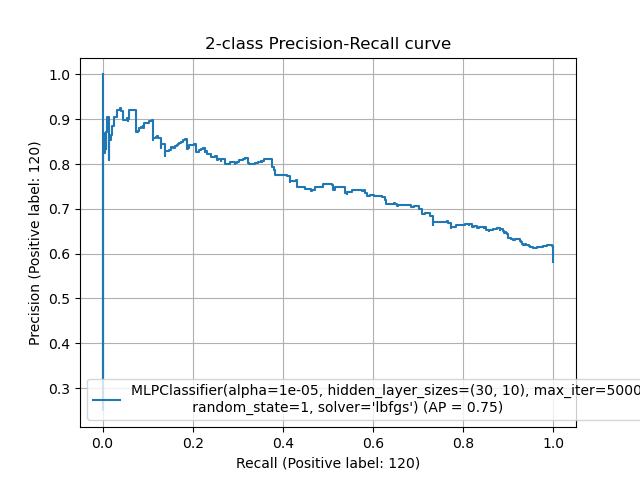 2-class Precision-Recall curve
1.0
0.9
0.8
0.7
0.6
0.5
0.4
0.3
Precision (Positive label: 120)
MLPClassifier(alpha=1e-05, hidden_layer_sizes=(30, 10), max_iter=5000
random_state=1, solver='lbfgs') (AP = 0.75)
0.0 0.2 0.4 0.6 0.8 1.0
Recall (Positive label: 120)